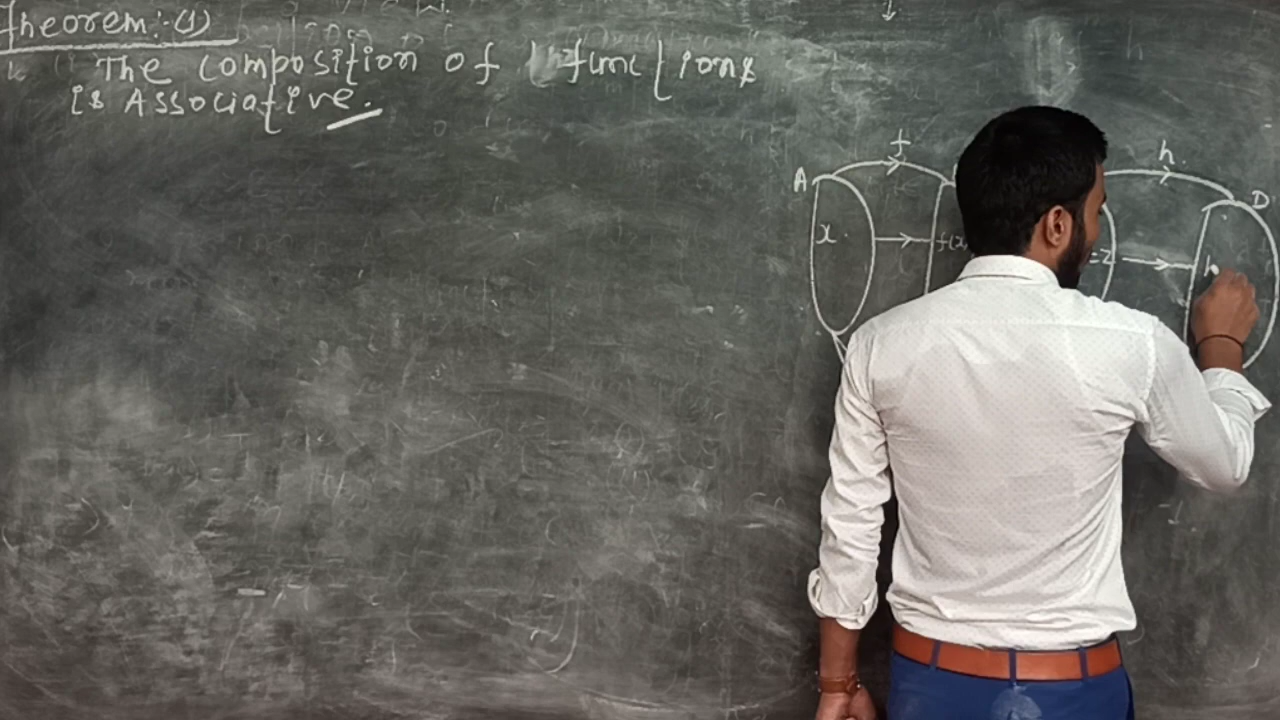 Theorem:-(1)
The composition of functions
is Associative.
f
h.
A
D
x.
f(x)
=z
h